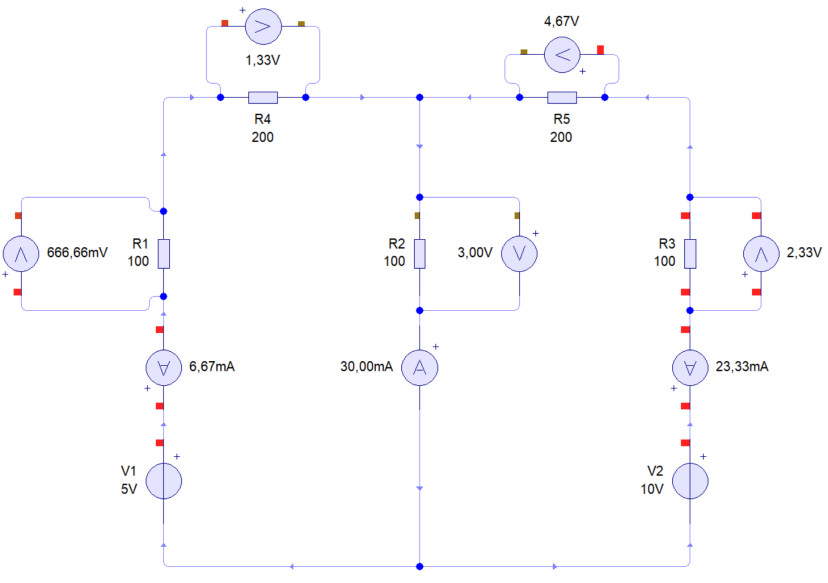 4,67V
1,33V
R4
200
R5
200
666,66mV
R1
100
R2
100
3,00V
R3
100
2,33V
6,67mA
30,00mA
23,33mA
V1
5V
V2
10V